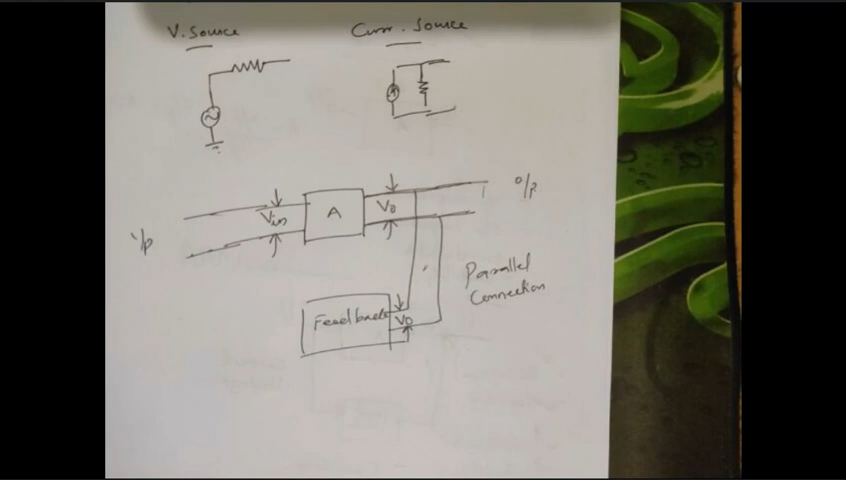 V. Source
Curr. Source
Vin
A
Vo
o/p
i/p
Parallel
Connection
Feedback
Vo